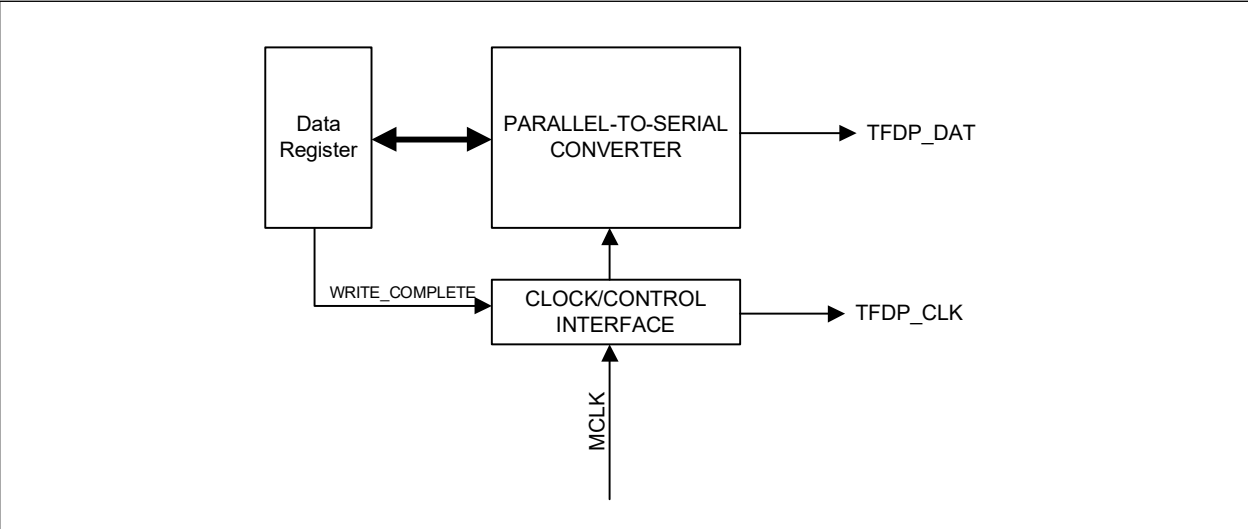 Data
Register
PARALLEL-TO-SERIAL
CONVERTER
TFDP_DAT
WRITE_COMPLETE
CLOCK/CONTROL
INTERFACE
TFDP_CLK
MCLK